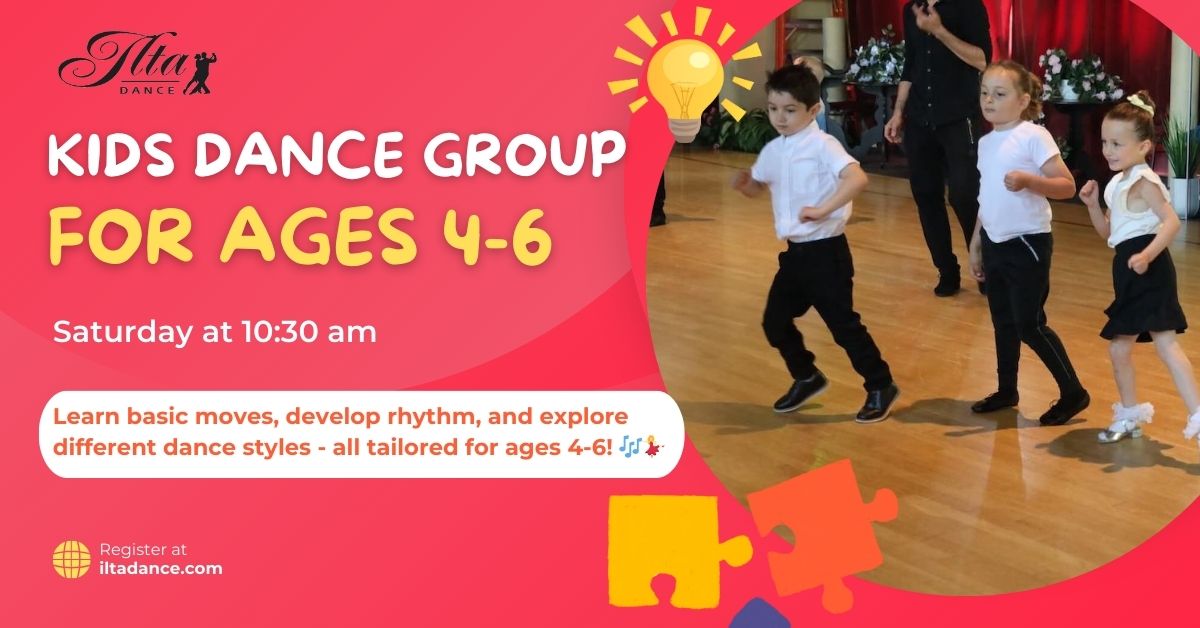 Ilta
DANCE
KIDS DANCE GROUP
FOR AGES 4-6
Saturday at 10:30 am
Learn basic moves, develop rhythm, and explore
different dance styles - all tailored for ages 4-6! 🎶💃
Register at
iltadance.com